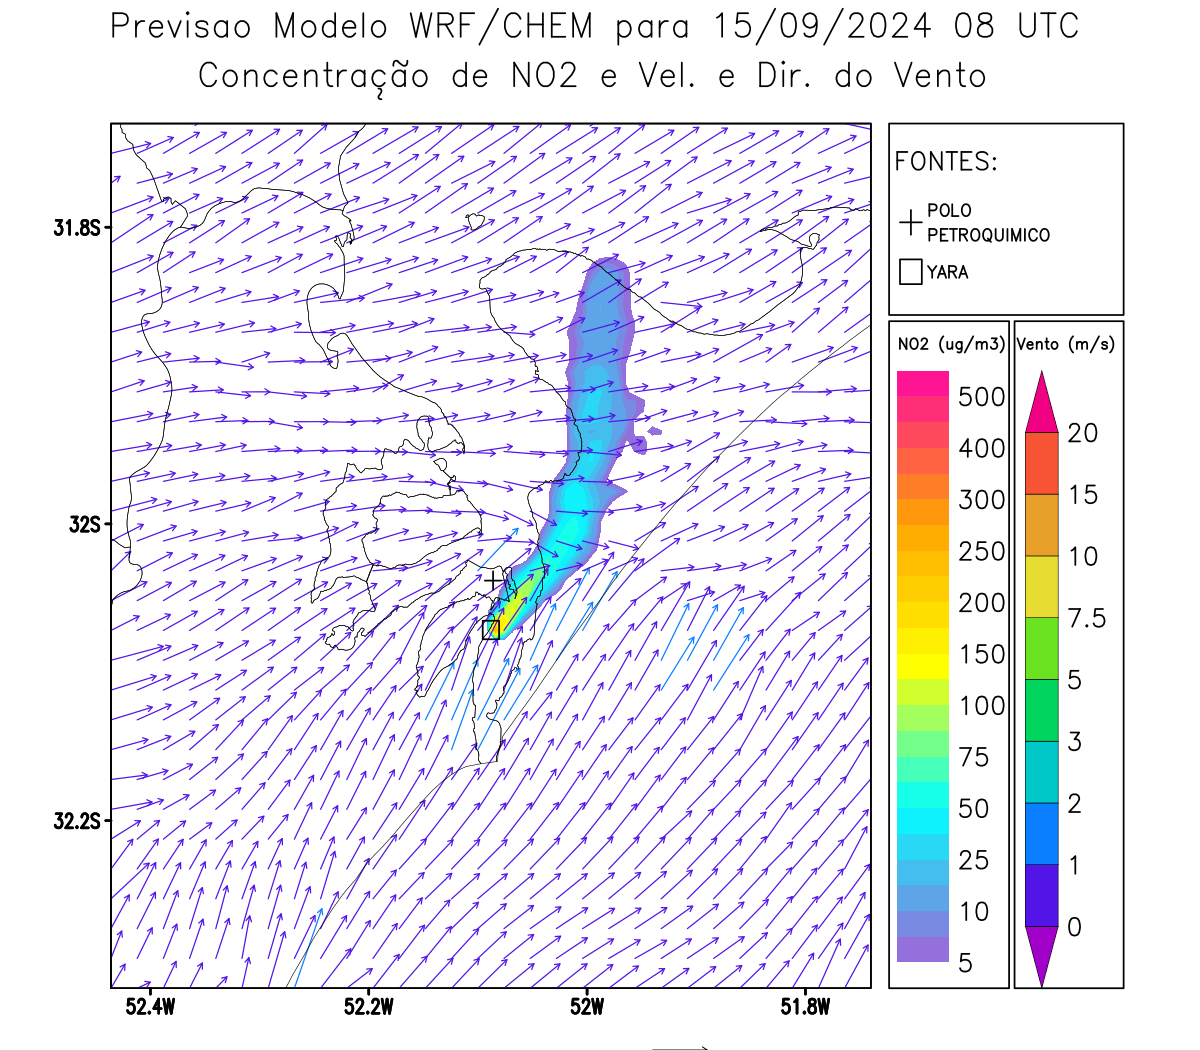 Previsao Modelo WRF/CHEM para 15/09/2024 08 UTC
Concentração de NO2 e Vel. e Dir. do Vento
FONTES:
POLO
PETROQUIMICO
YARA
NO2 (ug/m3)
500
400
300
250
200
150
100
75
50
25
10
5
Vento (m/s)
20
15
10
7.5
5
3
2
1
0
31.8S
32S
32.2S
52.4W
52.2W
52W
51.8W